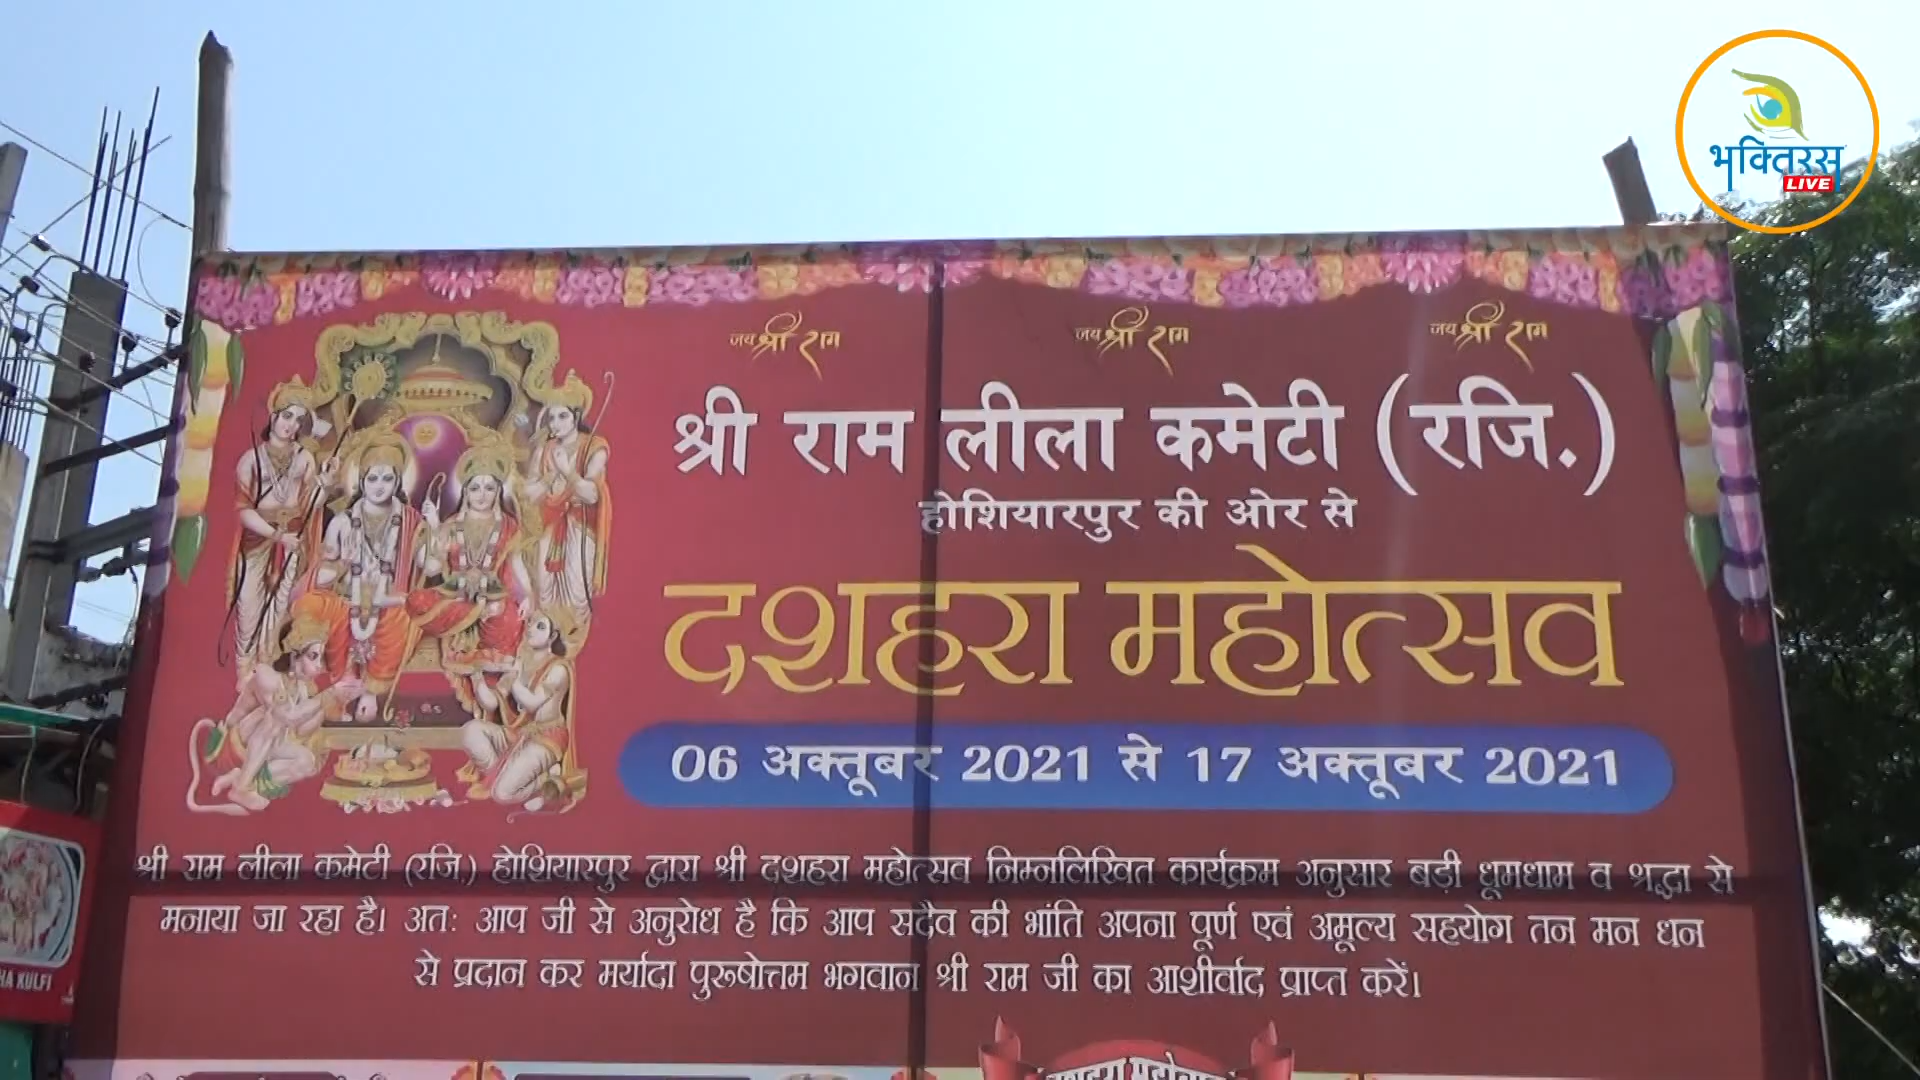 भक्तिरस
LIVE
जय श्री राम जय श्री राम जय श्री राम
श्री राम लीला कमेटी (रजि.)
होशियारपुर की ओर से
दशहरा महोत्सव
06 अक्तूबर 2021 से 17 अक्तूबर 2021
श्री राम लीला कमेटी (रजि.) होशियारपुर द्वारा श्री दशहरा महोत्सव निम्नलिखित कार्यक्रम अनुसार बड़ी धूमधाम व श्रद्धा से
मनाया जा रहा है। अतः आप जी से अनुरोध है कि आप सदैव की भांति अपना पूर्ण एवं अमूल्य सहयोग तन मन धन
से प्रदान कर मर्यादा पुरूषोत्तम भगवान श्री राम जी का आशीर्वाद प्राप्त करें।
KULFI